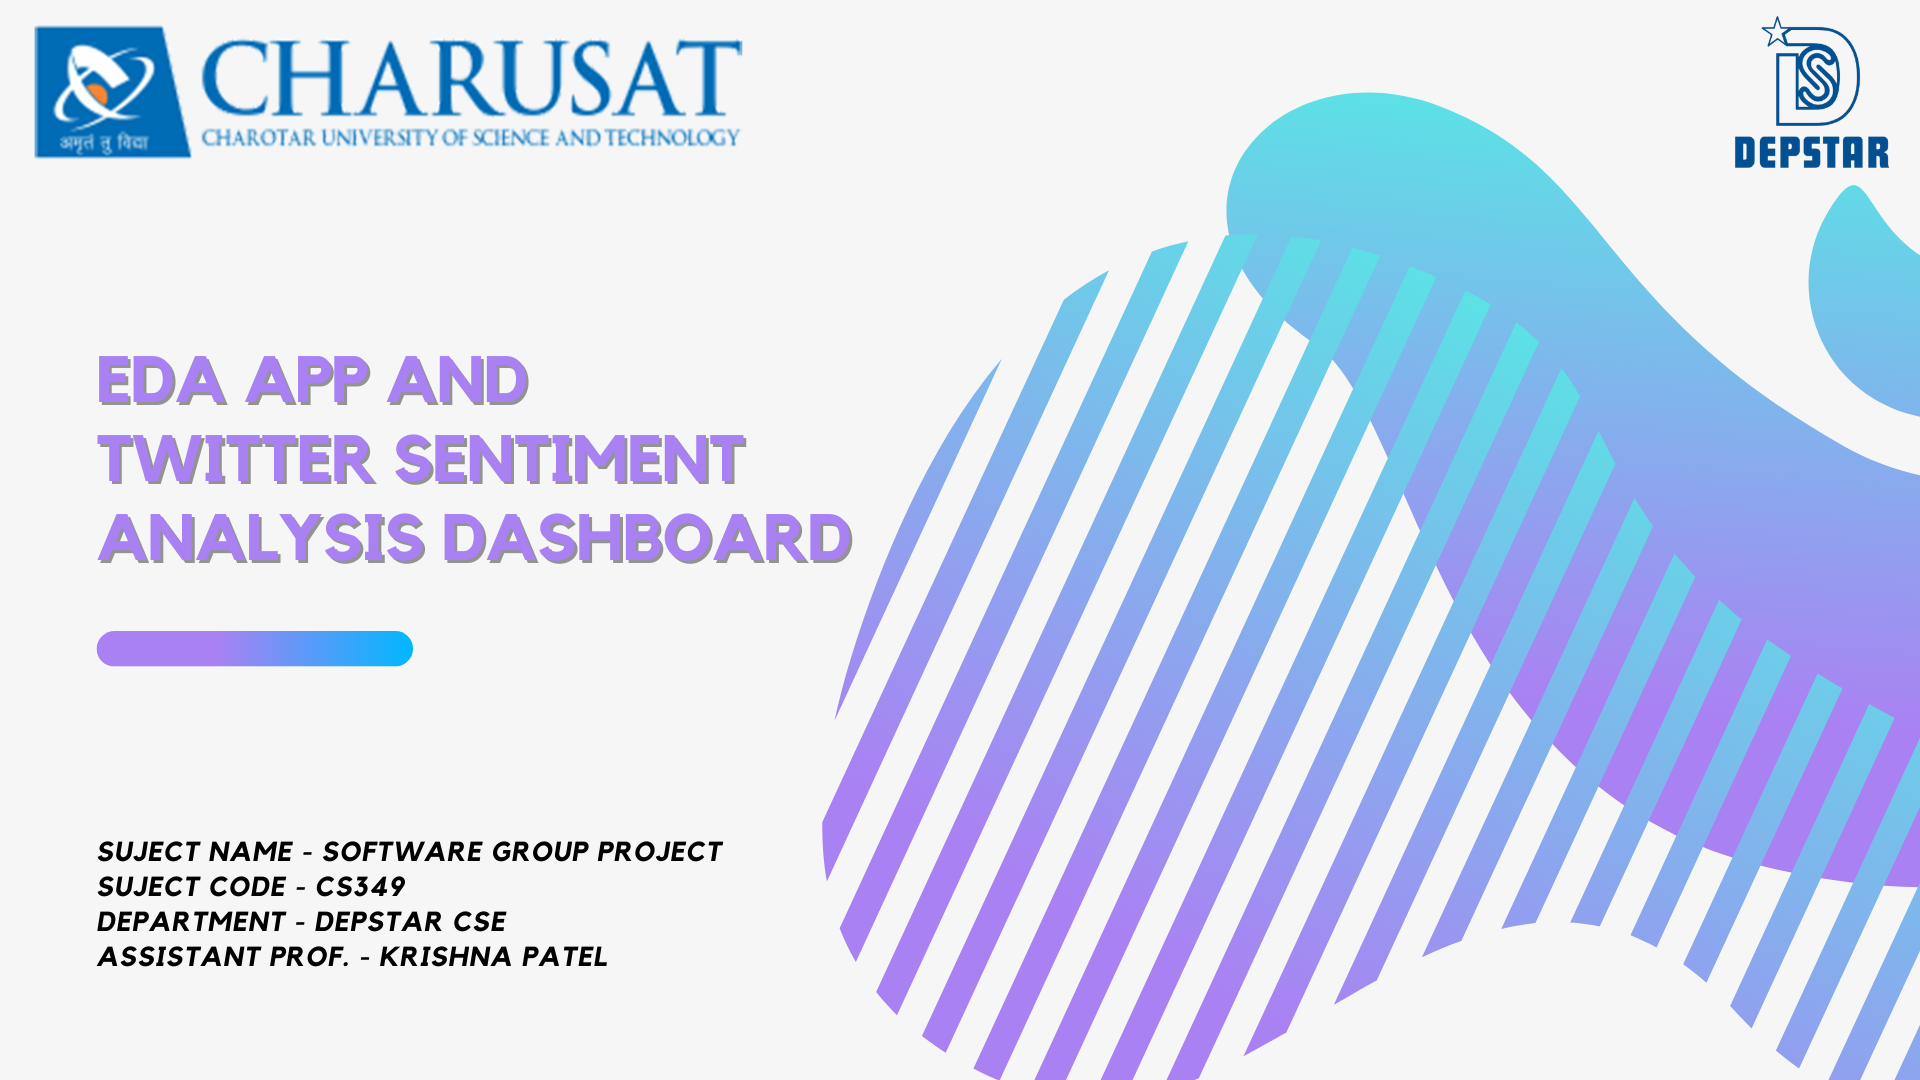 CHARUSAT
CHAROTAR UNIVERSITY OF SCIENCE AND TECHNOLOGY
अमृतं तु विद्या
DS
DEPSTAR
EDA APP AND
TWITTER SENTIMENT
ANALYSIS DASHBOARD
SUJECT NAME - SOFTWARE GROUP PROJECT
SUJECT CODE - CS349
DEPARTMENT - DEPSTAR CSE
ASSISTANT PROF. - KRISHNA PATEL